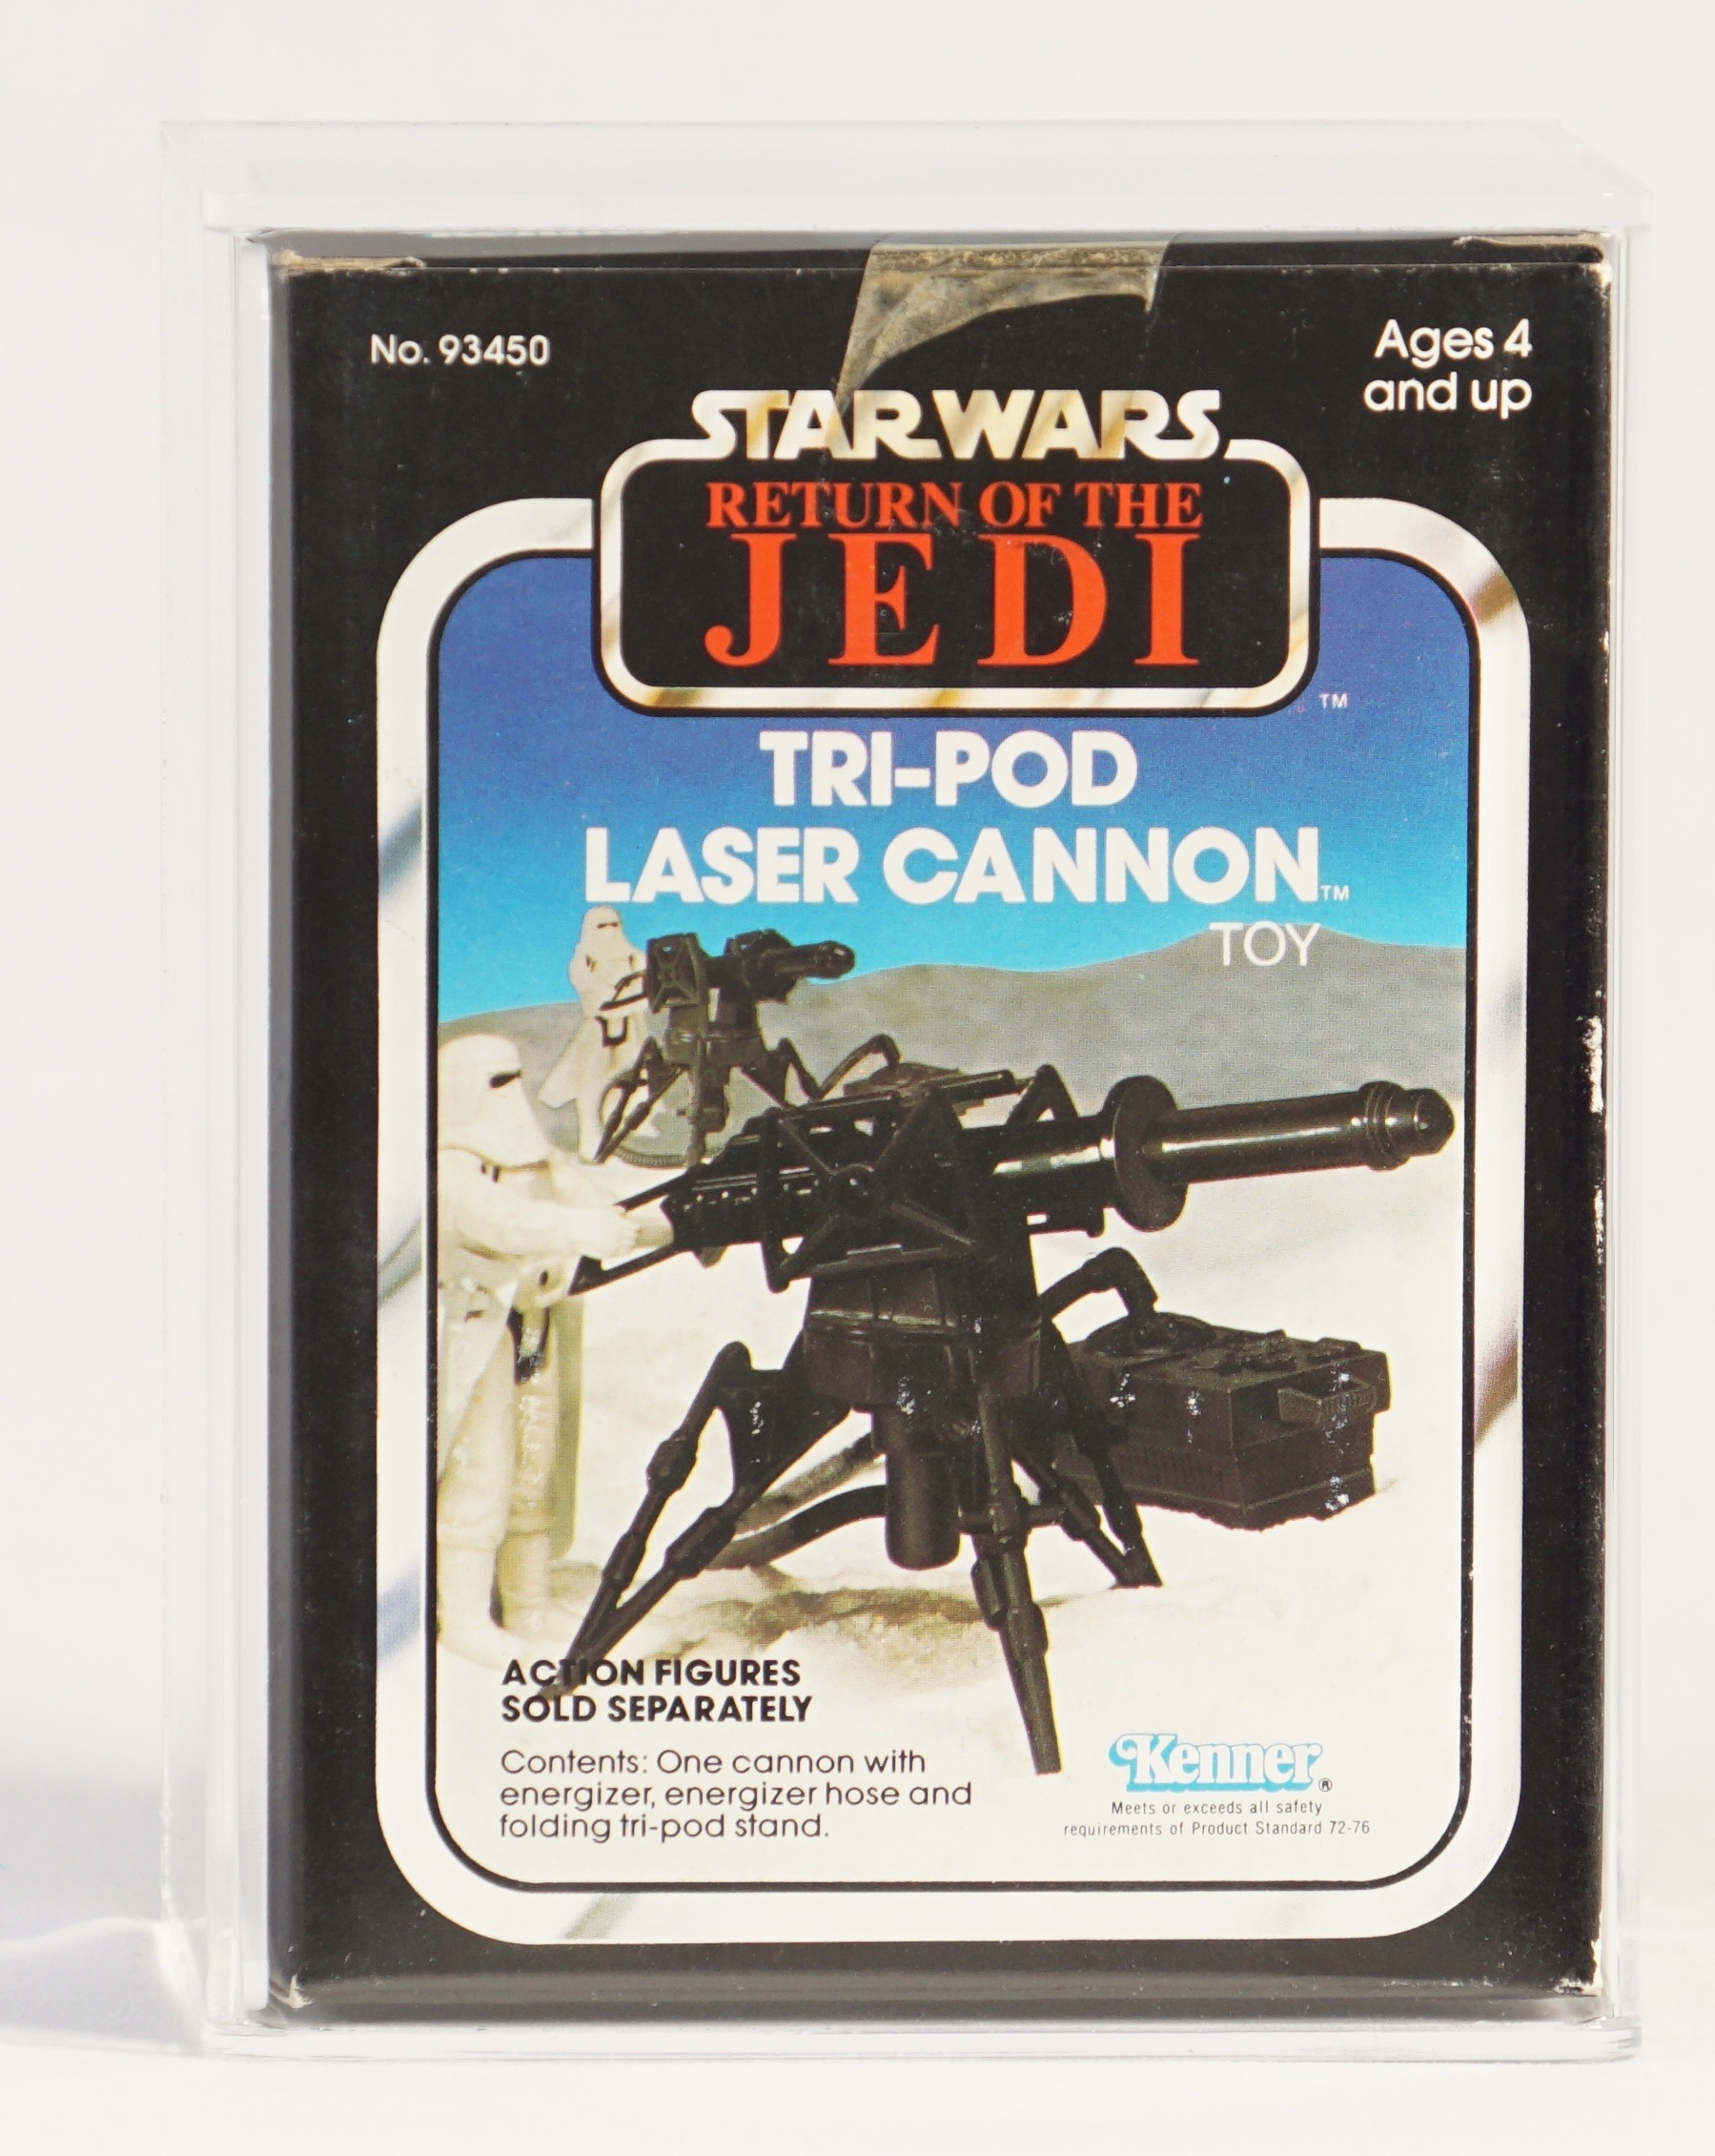 No. 93450
Ages 4
and up
STAR WARS
RETURN OF THE
JEDI
TM
TRI-POD
LASER CANNON TM
TOY
ACTION FIGURES
SOLD SEPARATELY
Contents: One cannon with
energizer, energizer hose and
folding tri-pod stand.
Kenner ®
Meets or exceeds all safety
requirements of Product Standard 72-76